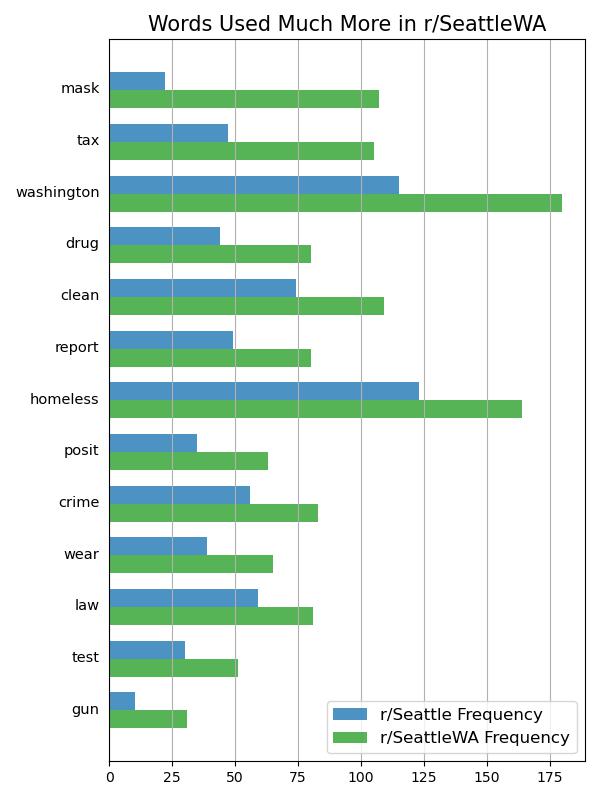 Words Used Much More in r/SeattleWA
mask
tax
washington
drug
clean
report
homeless
posit
crime
wear
law
test
gun
r/Seattle Frequency
r/SeattleWA Frequency
0 25 50 75 100 125 150 175